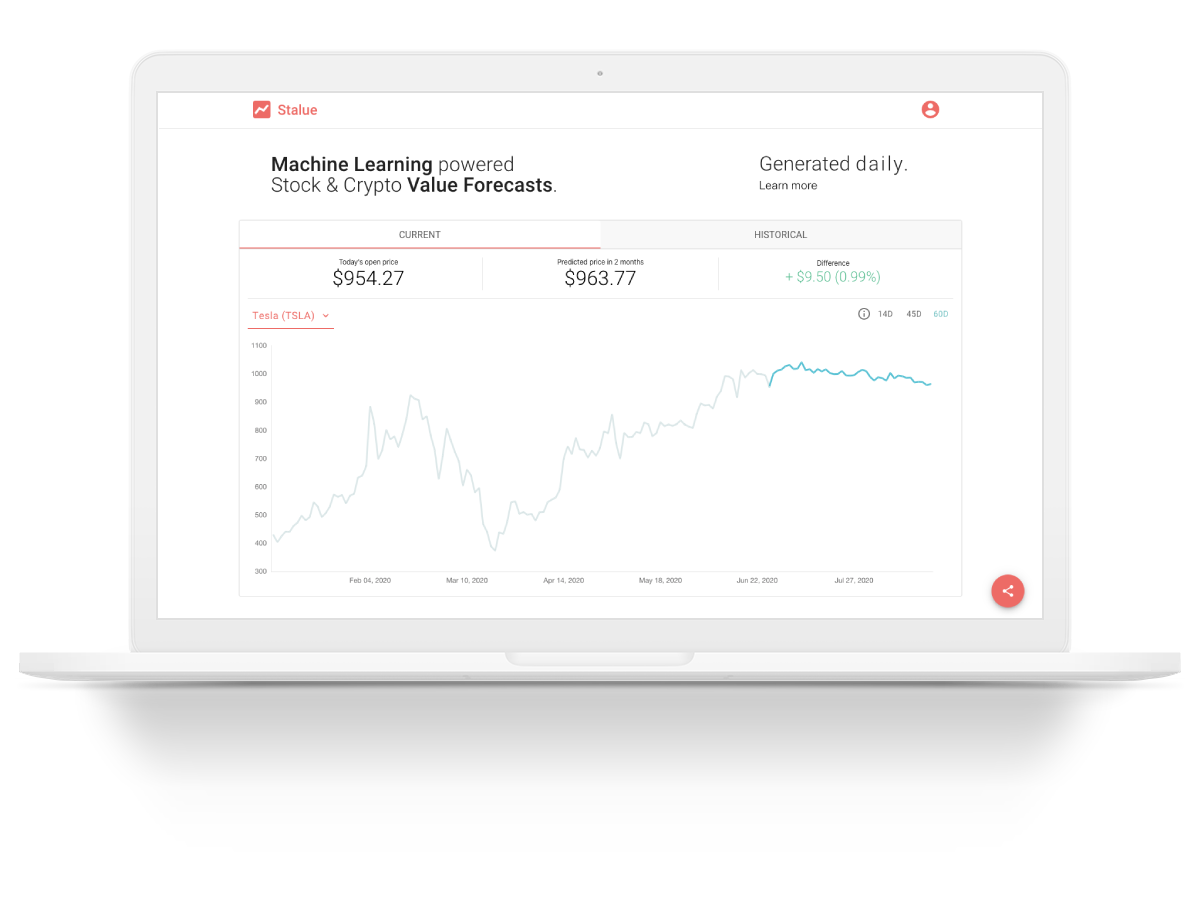 Stalue
Machine Learning powered
Stock & Crypto Value Forecasts.
Generated daily.
Learn more
CURRENT
HISTORICAL
Today's open price
$954.27
Predicted price in 2 months
$963.77
Difference
+ $9.50 (0.99%)
Tesla (TSLA)
14D 45D 60D
1100
1000
900
800
700
600
500
400
300
Feb 04, 2020 Mar 10, 2020 Apr 14, 2020 May 18, 2020 Jun 22, 2020 Jul 27, 2020